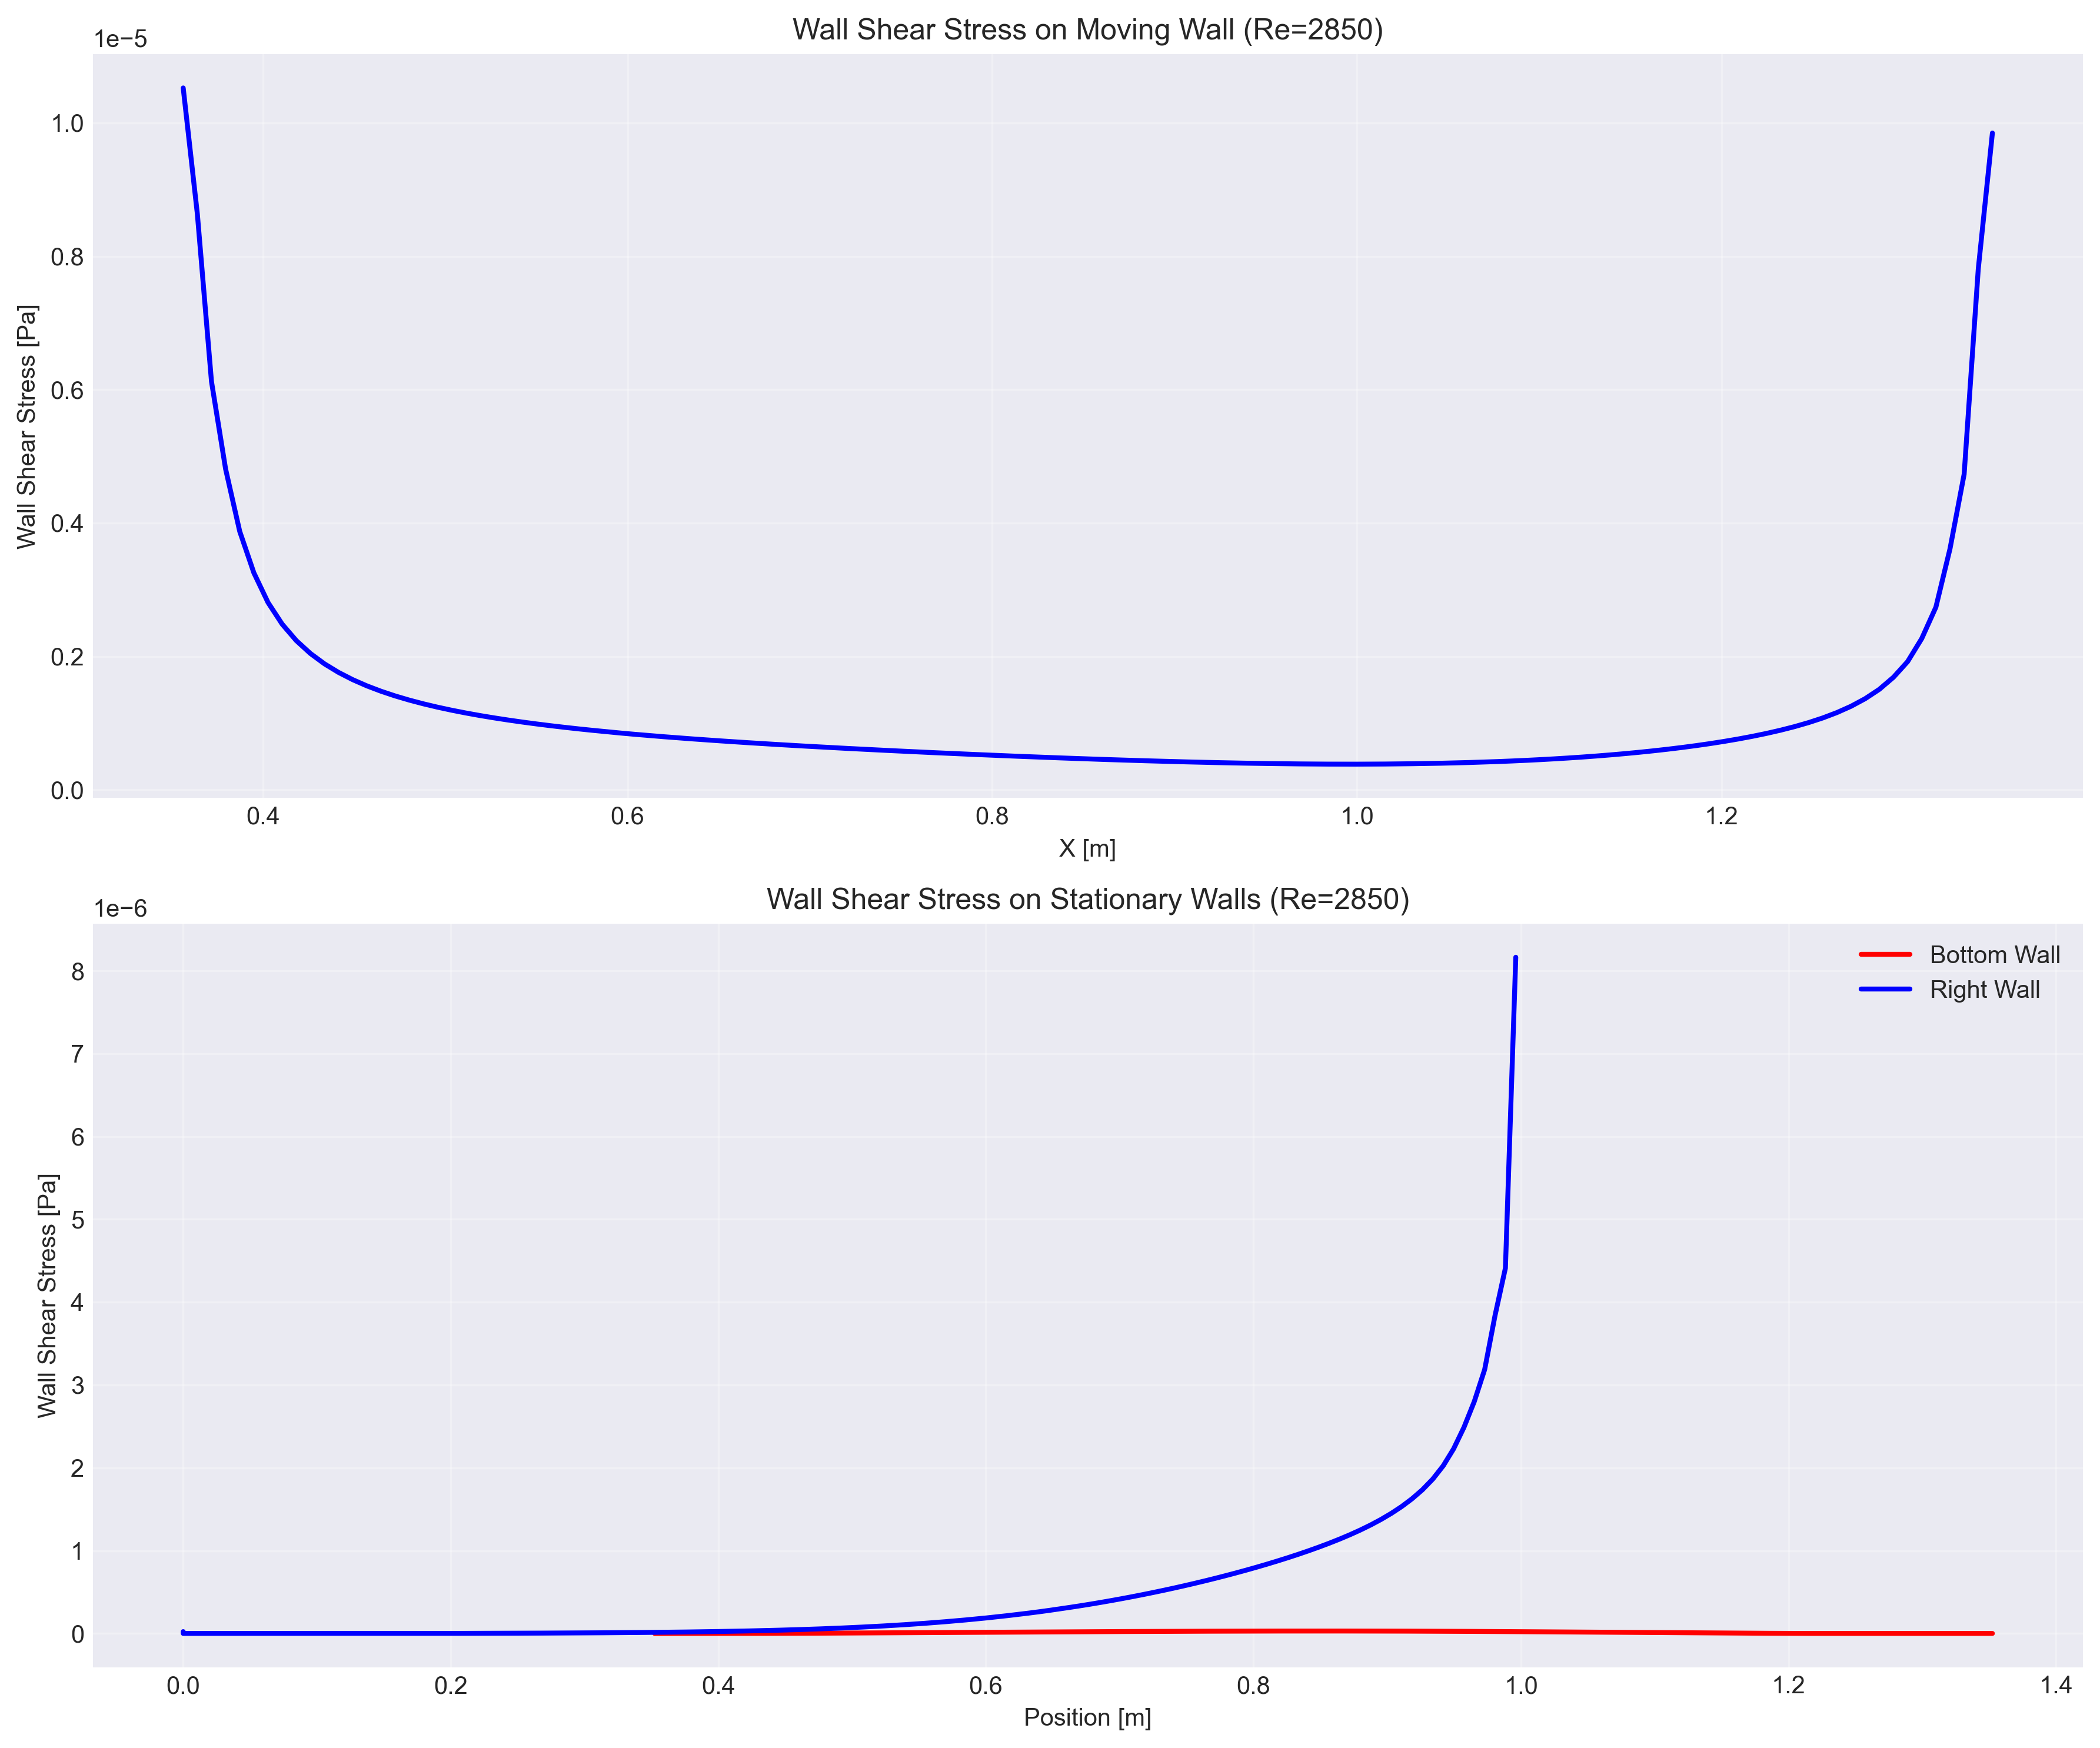 Wall Shear Stress on Moving Wall (Re=2850)
1e−5
1.0
0.8
0.6
0.4
0.2
0.0
Wall Shear Stress [Pa]
0.4 0.6 0.8 1.0 1.2
X [m]
Wall Shear Stress on Stationary Walls (Re=2850)
1e−6
Bottom Wall
Right Wall
8
7
6
5
4
3
2
1
0
Wall Shear Stress [Pa]
0.0 0.2 0.4 0.6 0.8 1.0 1.2 1.4
Position [m]